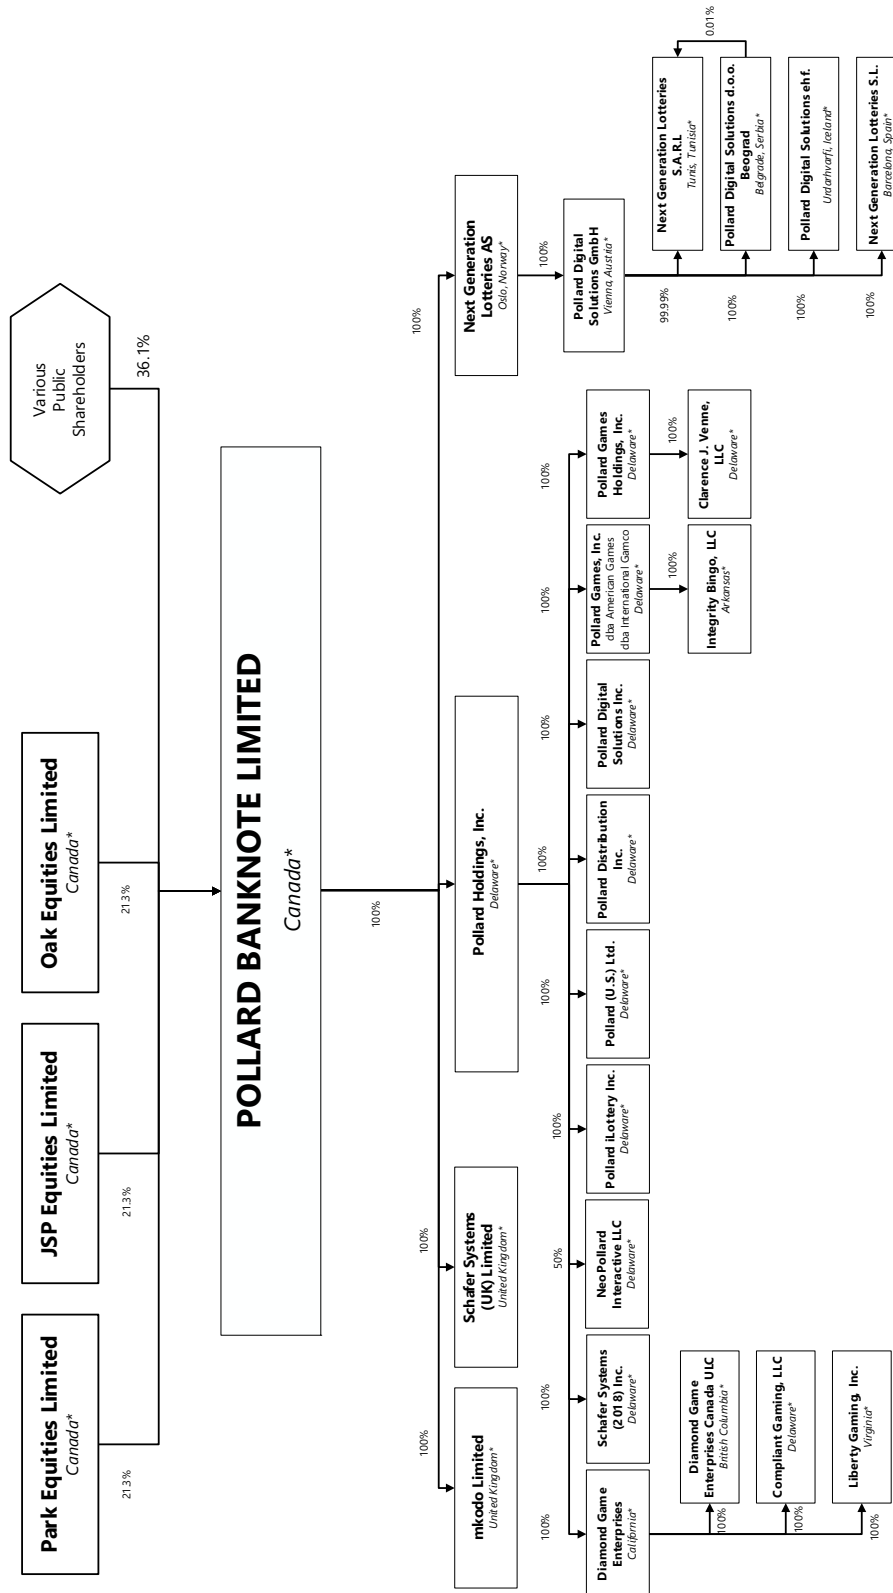 Park Equities Limited
Canada*
JSP Equities Limited
Canada*
Oak Equities Limited
Canada*
Various
Public
Shareholders
21.3%
21.3%
21.3%
36.1%
POLLARD BANKNOTE LIMITED
Canada*
100%
100%
100%
100%
mkodo Limited
United Kingdom*
Schafer Systems
(UK) Limited
United Kingdom*
Pollard Holdings, Inc.
Delaware*
Next Generation
Lotteries AS
Oslo, Norway*
100%
100%
50%
100%
100%
100%
100%
100%
100%
100%
Diamond Game
Enterprises
California*
Schafer Systems
(2018) Inc.
Delaware*
NeoPollard
Interactive LLC
Delaware*
Pollard iLottery Inc.
Delaware*
Pollard (U.S.) Ltd.
Delaware*
Pollard Distribution
Inc.
Delaware*
Pollard Digital
Solutions Inc.
Delaware*
Pollard Games, Inc.
dba American Games
dba International Gamco
Delaware*
Pollard Games
Holdings, Inc.
Delaware*
Pollard Digital
Solutions GmbH
Vienna, Austria*
100%
100%
Integrity Bingo, LLC
Arkansas*
Clarence J. Venne,
LLC
Delaware*
100%
Diamond Game
Enterprises Canada ULC
British Columbia*
100%
Compliant Gaming, LLC
Delaware*
100%
Liberty Gaming, Inc.
Virginia*
99.99%
Next Generation Lotteries
S.A.R.L
Tunis, Tunisia*
0.01%
100%
Pollard Digital Solutions d.o.o.
Beograd
Belgrade, Serbia*
100%
Pollard Digital Solutions ehf.
Urdarhvarfi, Iceland*
100%
Next Generation Lotteries S.L.
Barcelona, Spain*